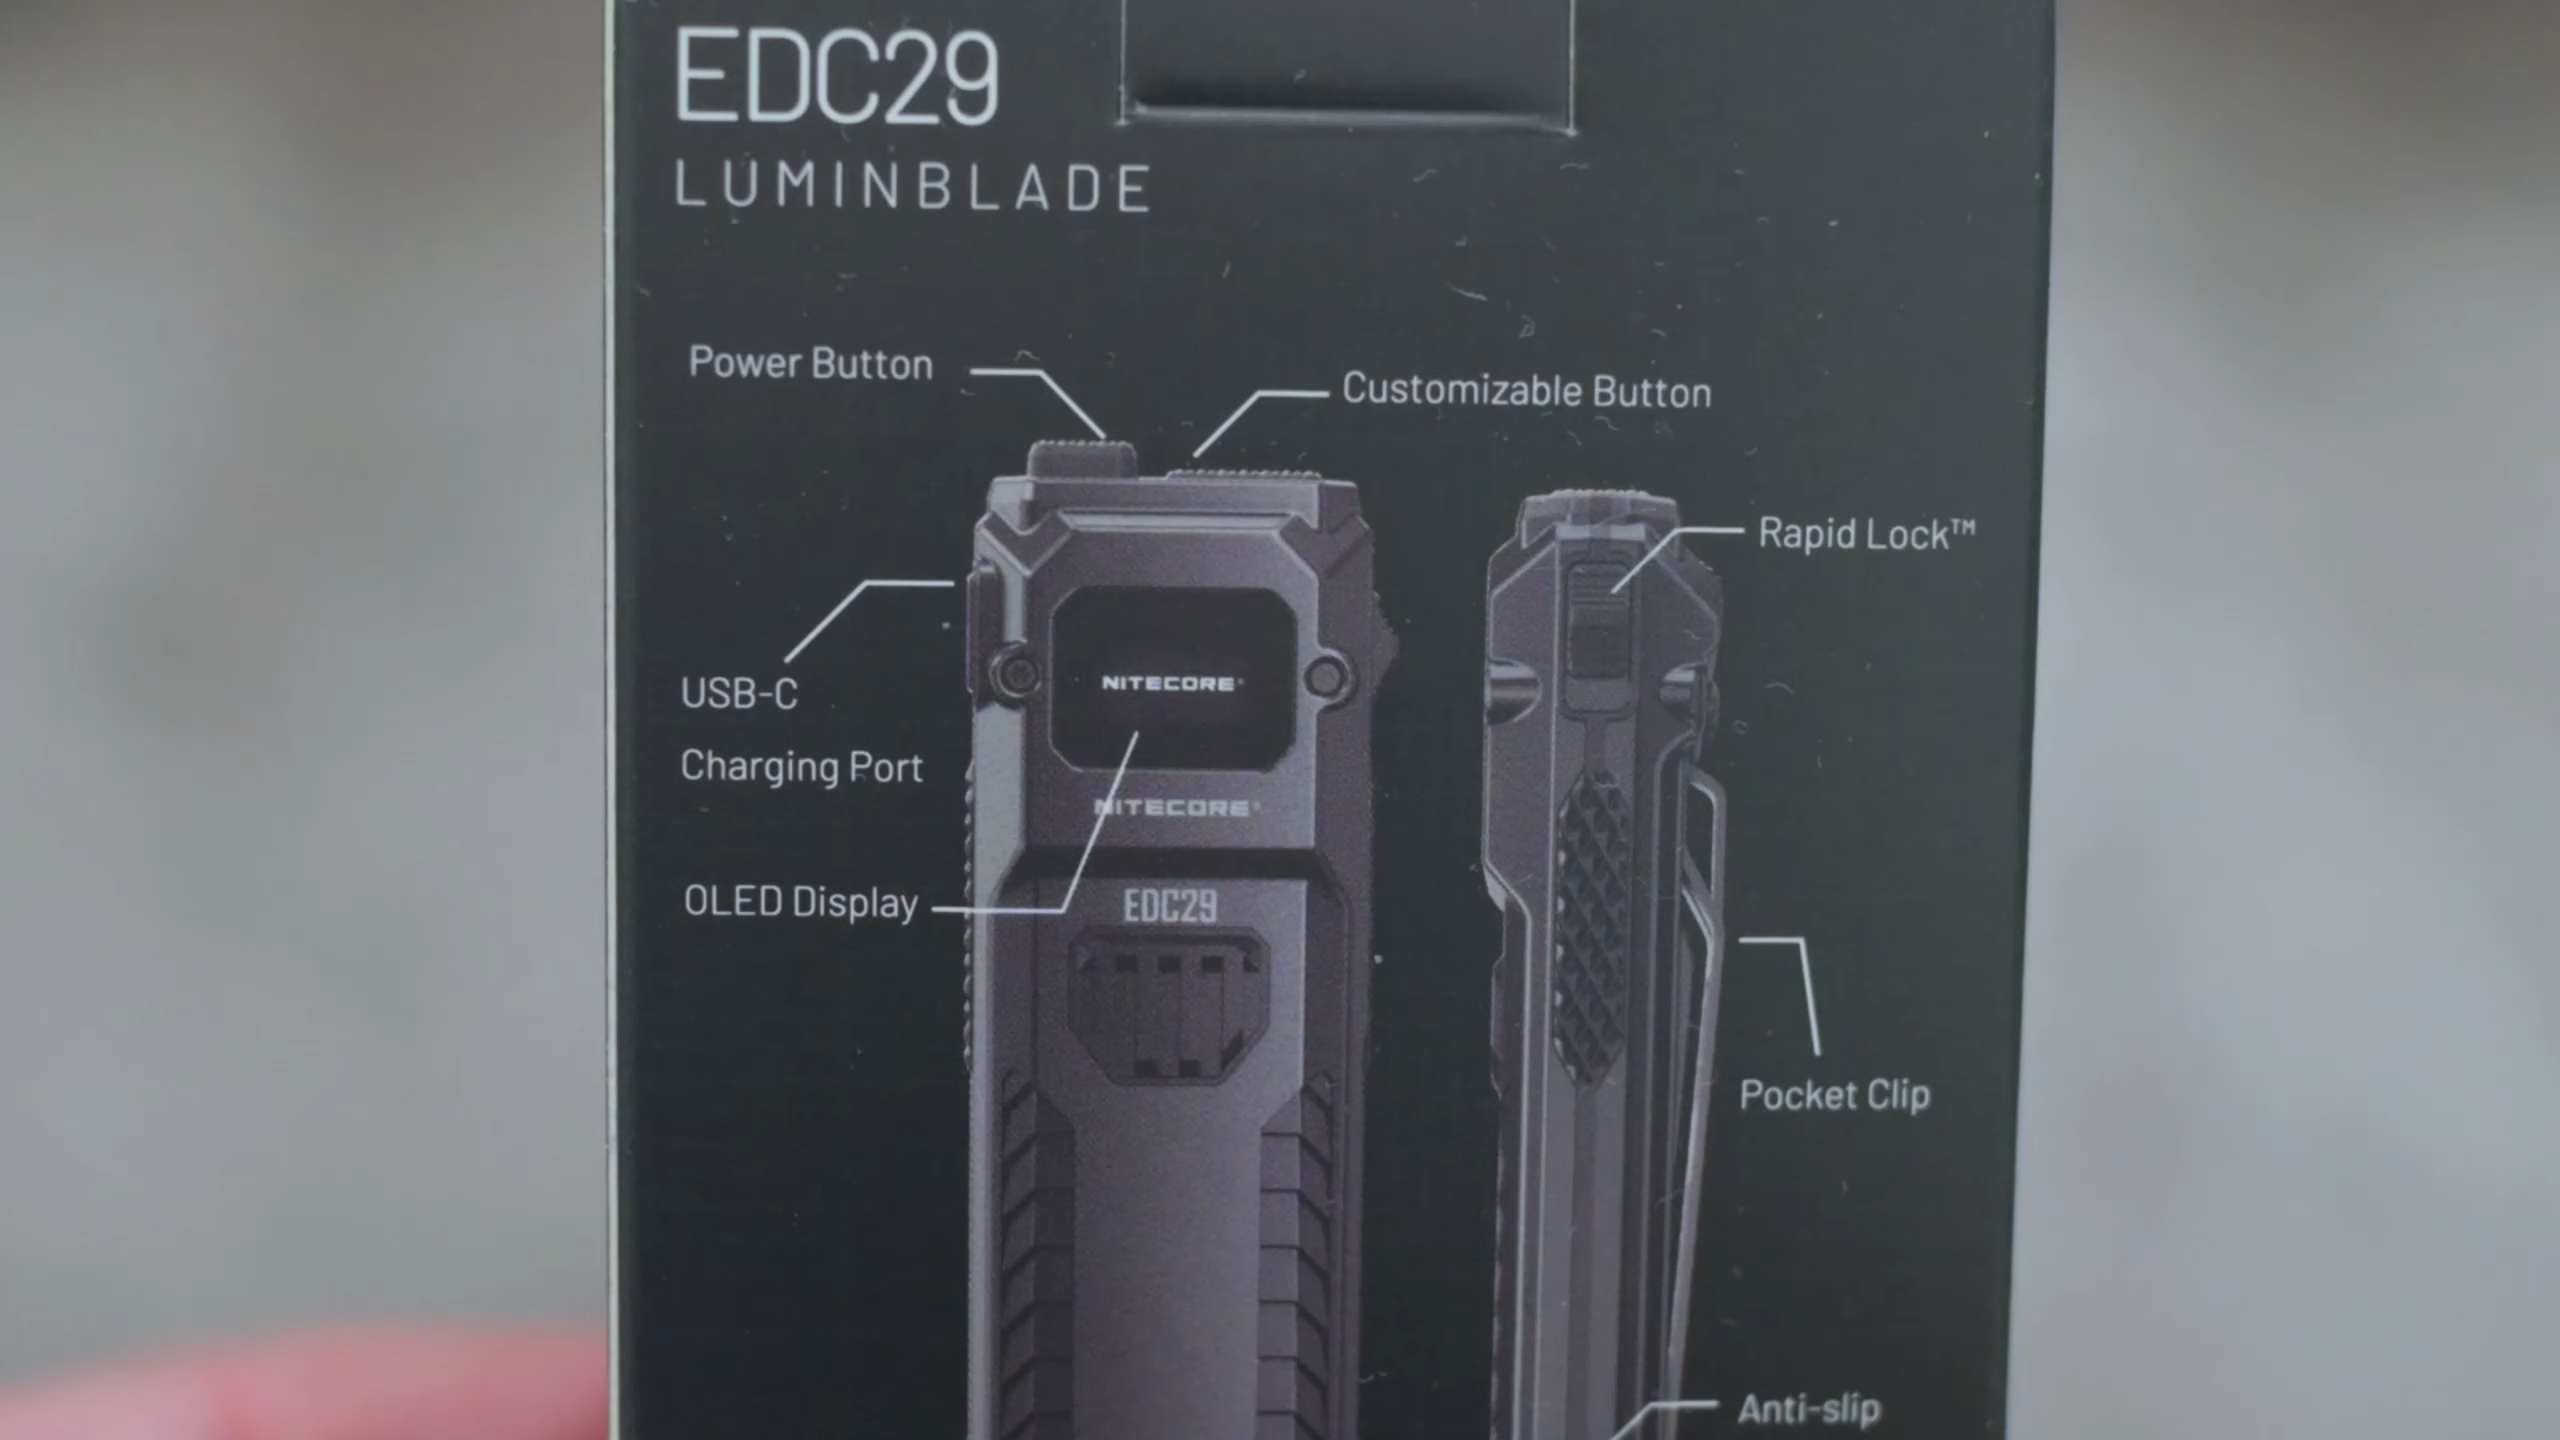 EDC29
LUMINBLADE
Power Button
Customizable Button
Rapid Lock™
USB-C
Charging Port
NITECORE®
NITECORE®
OLED Display
EDC29
Pocket Clip
Anti-slip